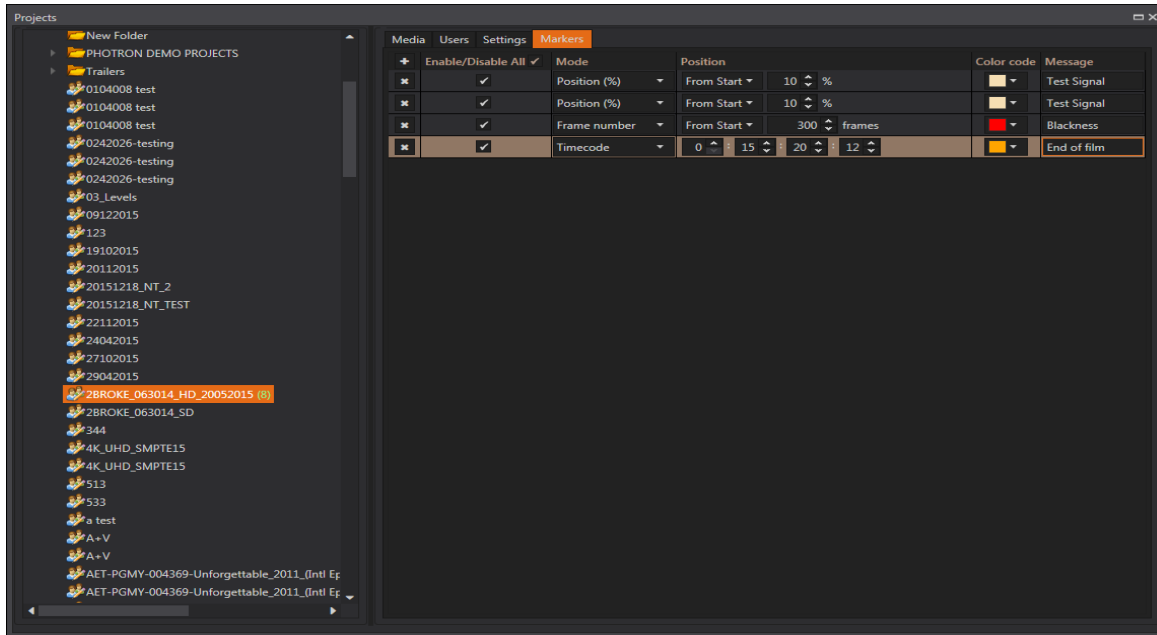 Projects
New Folder
PHOTRON DEMO PROJECTS
Trailers
0104008 test
0104008 test
0104008 test
0242026-testing
0242026-testing
0242026-testing
03_Levels
09122015
123
19102015
20112015
20151218_NT_2
20151218_NT_TEST
22112015
24042015
27102015
29042015
2BROKE_063014_HD_20052015 (8)
2BROKE_063014_SD
344
4K_UHD_SMPTE15
4K_UHD_SMPTE15
513
533
a test
A+V
A+V
AET-PGMY-004369-Unforgettable_2011_(Intl Ep
AET-PGMY-004369-Unforgettable_2011_(Intl Ep
Media Users Settings Markers
Enable/Disable All Mode Position Color code Message
Position (%) From Start 10 % Test Signal
Position (%) From Start 10 % Test Signal
Frame number From Start 300 frames Blackness
Timecode 0 : 15 : 20 : 12 End of film